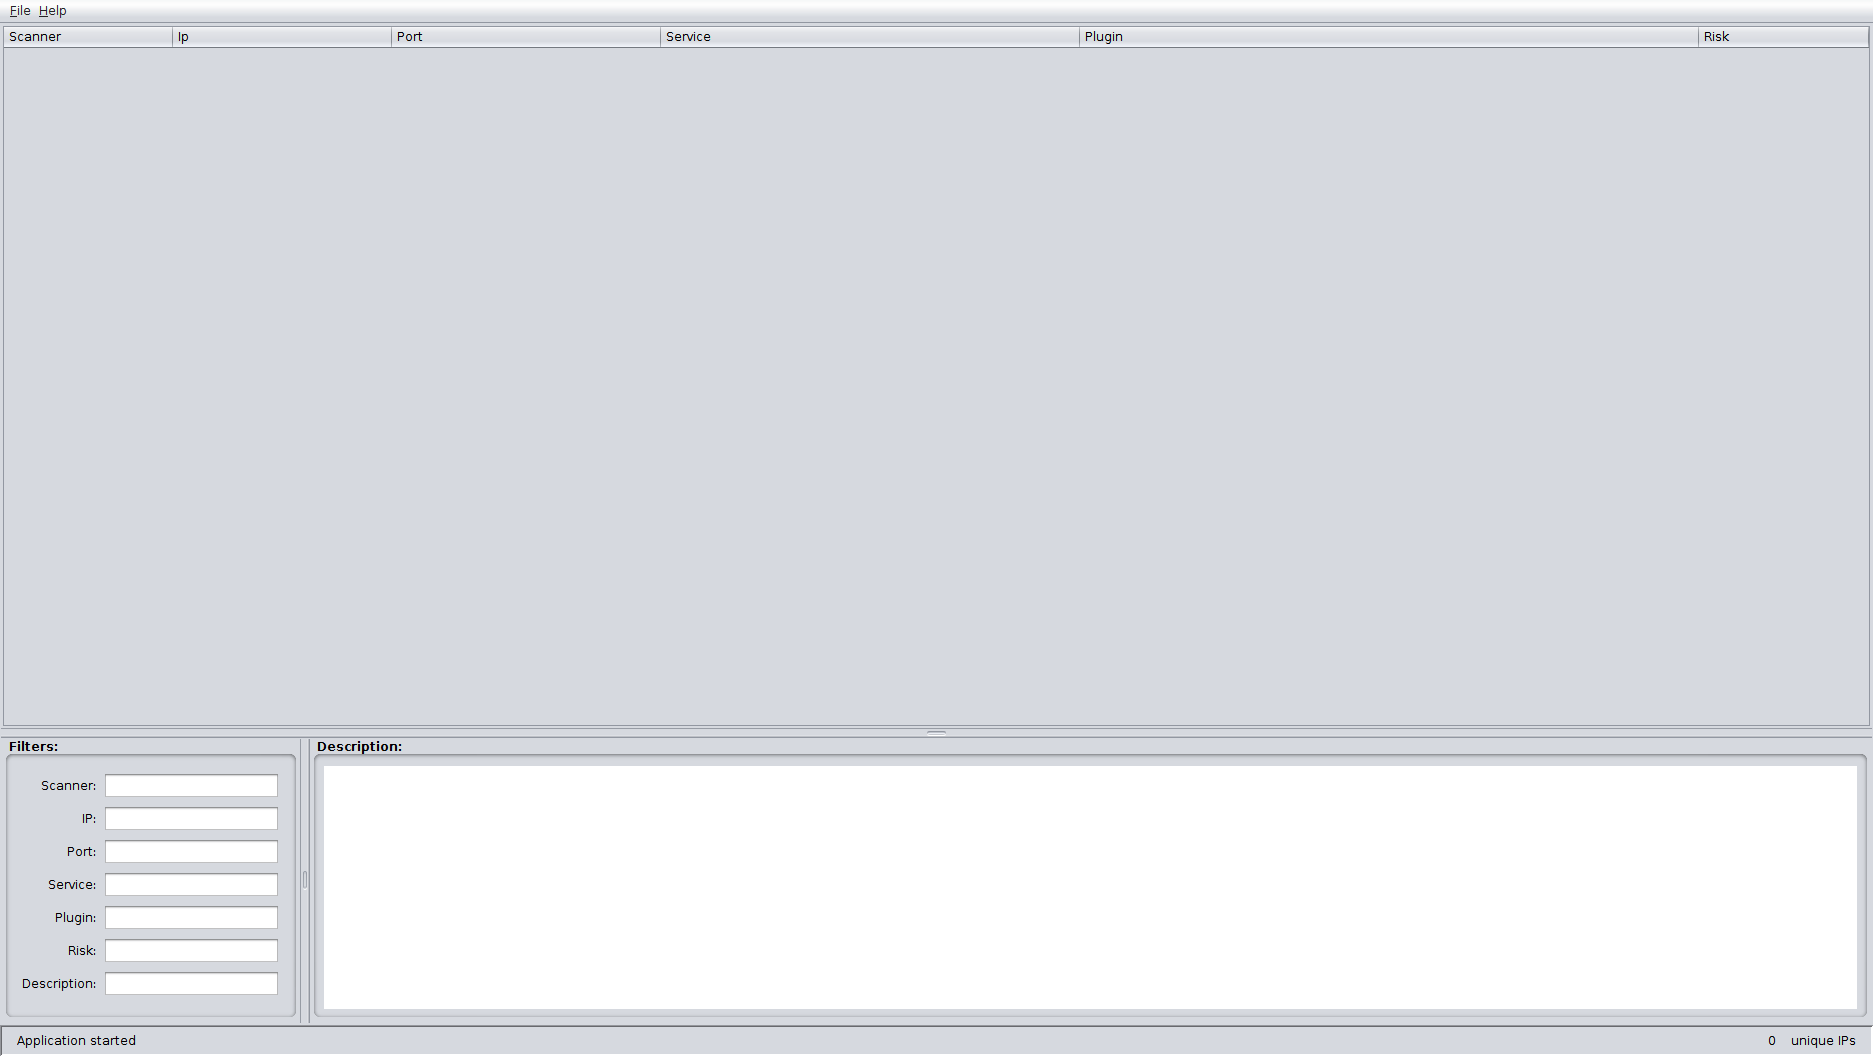 File Help
Scanner Ip Port Service Plugin Risk
Filters:
Scanner:
IP:
Port:
Service:
Plugin:
Risk:
Description:
Description:
Application started
0 unique IPs